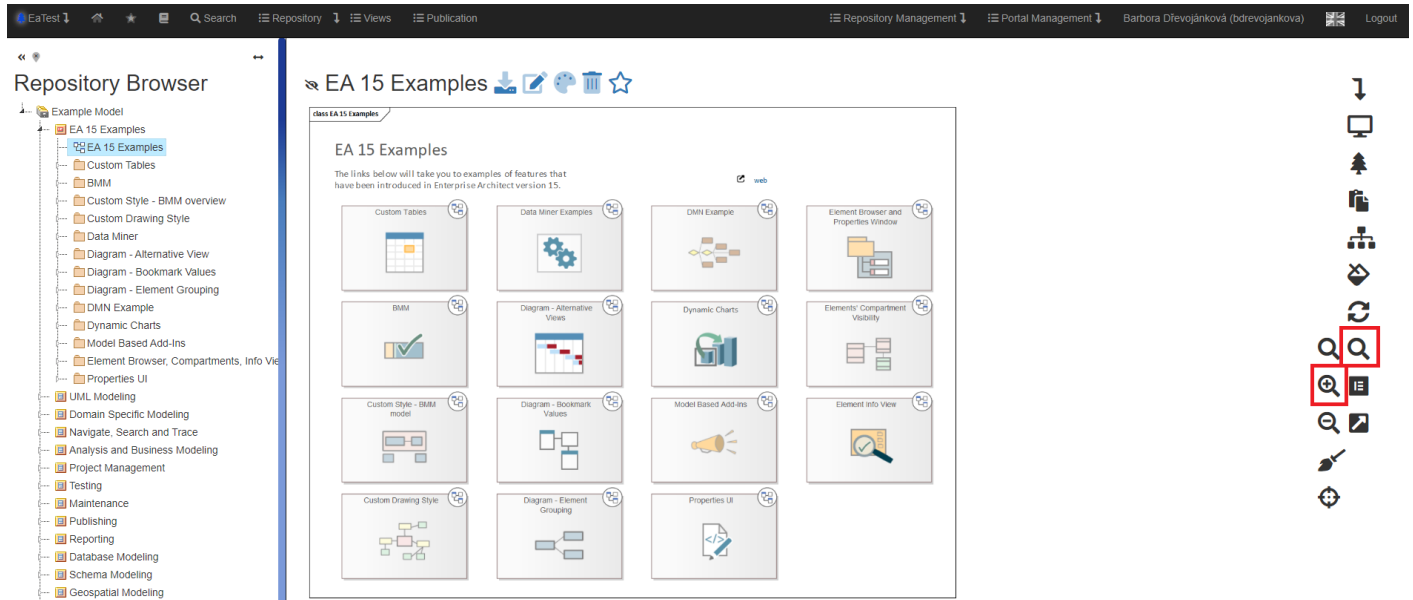 EaTest
Search
Repository
Views
Publication
Repository Management
Portal Management
Barbora Dřevojánková (bdrevojankova)
Logout
Repository Browser
Example Model
EA 15 Examples
EA 15 Examples
Custom Tables
BMM
Custom Style - BMM overview
Custom Drawing Style
Data Miner
Diagram - Alternative View
Diagram - Bookmark Values
Diagram - Element Grouping
DMN Example
Dynamic Charts
Model Based Add-Ins
Element Browser, Compartments, Info Vie
Properties UI
UML Modeling
Domain Specific Modeling
Navigate, Search and Trace
Analysis and Business Modeling
Project Management
Testing
Maintenance
Publishing
Reporting
Database Modeling
Schema Modeling
Geospatial Modeling
EA 15 Examples
class EA 15 Examples
EA 15 Examples
The links below will take you to examples of features that
have been introduced in Enterprise Architect version 15.
web
Custom Tables
Data Miner Examples
DMN Example
Element Browser and
Properties Window
BMM
Diagram - Alternative
Views
Dynamic Charts
Elements' Compartment
Visibility
Custom Style - BMM
model
Diagram - Bookmark
Values
Model Based Add-Ins
Element Info View
Custom Drawing Style
Diagram - Element
Grouping
Properties UI